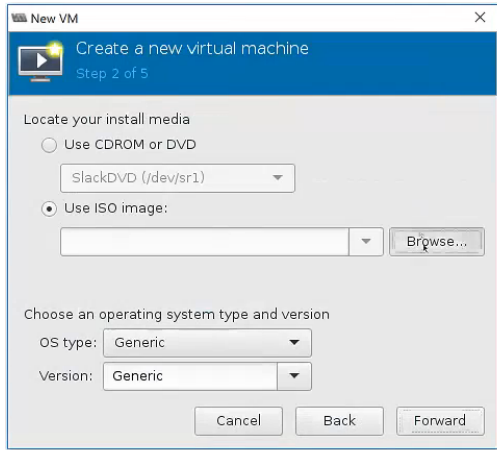 New VM
Create a new virtual machine
Step 2 of 5
Locate your install media
Use CDROM or DVD
SlackDVD (/dev/sr1)
Use ISO image:
Browse...
Choose an operating system type and version
OS type: Generic
Version: Generic
Cancel Back Forward